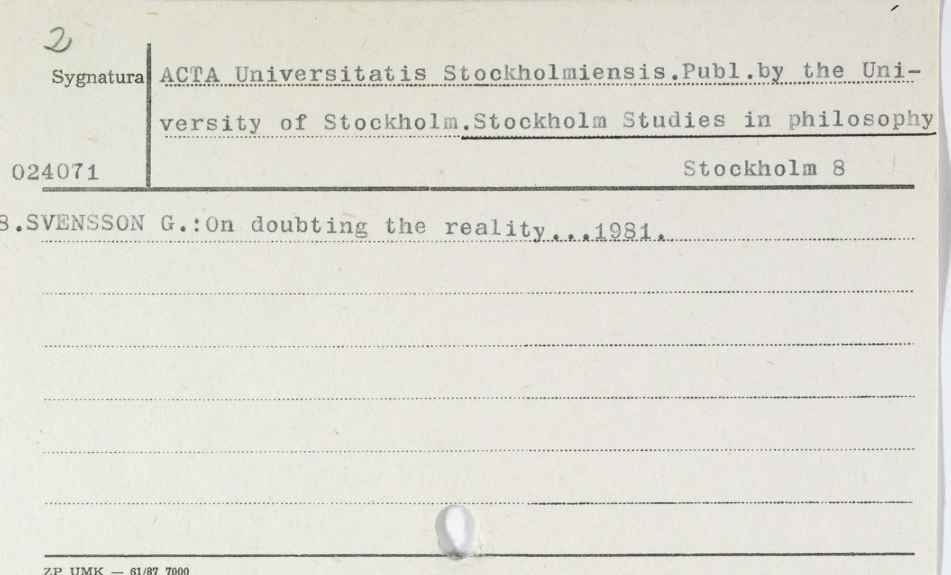 2
Sygnatura ACTA Universitatis Stockholmiensis.Publ.by the Uni-
versity of Stockholm.Stockholm Studies in philosophy
024071 Stockholm 8
8.SVENSSON G.:On doubting the reality...1981.
ZP UMK — 61/87 7000